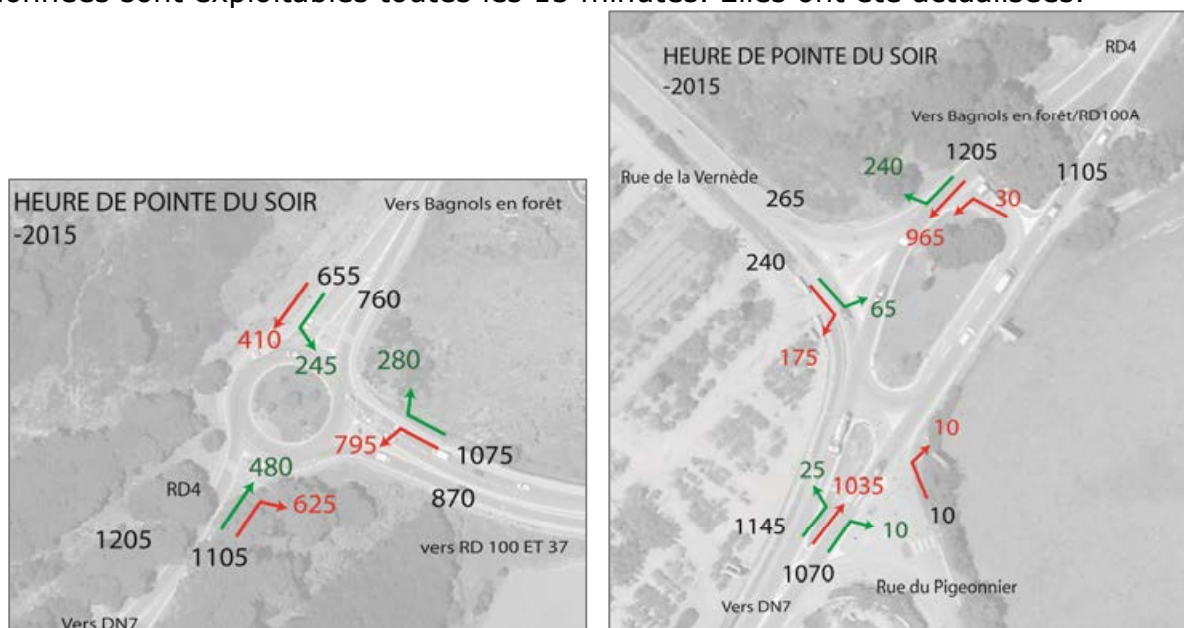 données sont exploitables toutes les 15 minutes. Elles ont été actualisées.
HEURE DE POINTE DU SOIR
-2015
Vers Bagnols en forêt
655
760
410
245
280
795
1075
480
870
RD4
625
1205
1105
vers RD 100 ET 37
Vers DN7
HEURE DE POINTE DU SOIR
-2015
RD4
Vers Bagnols en forêt/RD100A
1205
1105
240
Rue de la Vernède
265
30
965
240
65
175
10
25
1035
1145
10
10
1070
Rue du Pigeonnier
Vers DN7